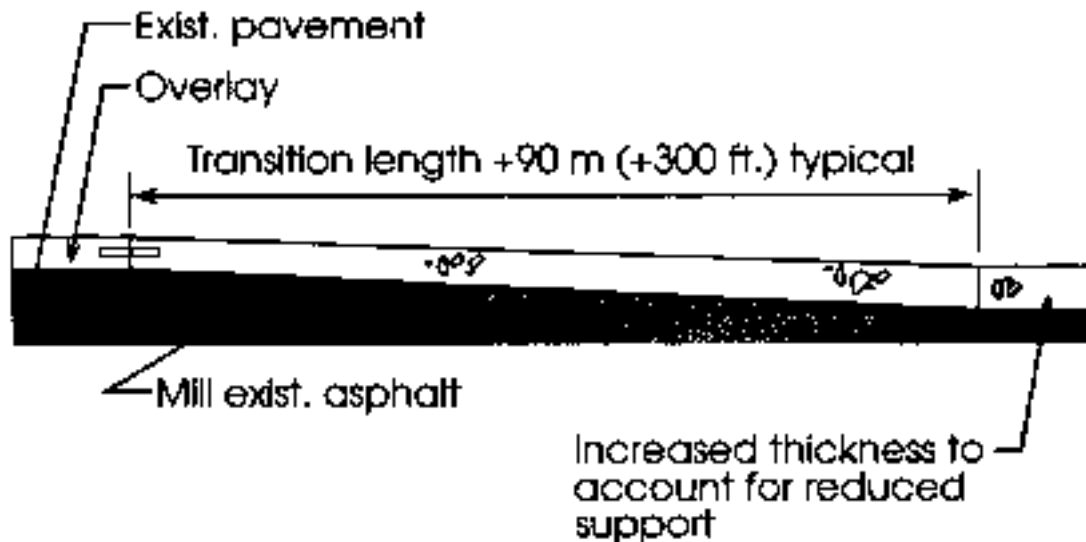 Exist. pavement
Overlay
Transition length +90 m (+300 ft.) typical
Mill exist. asphalt
Increased thickness to
account for reduced
support